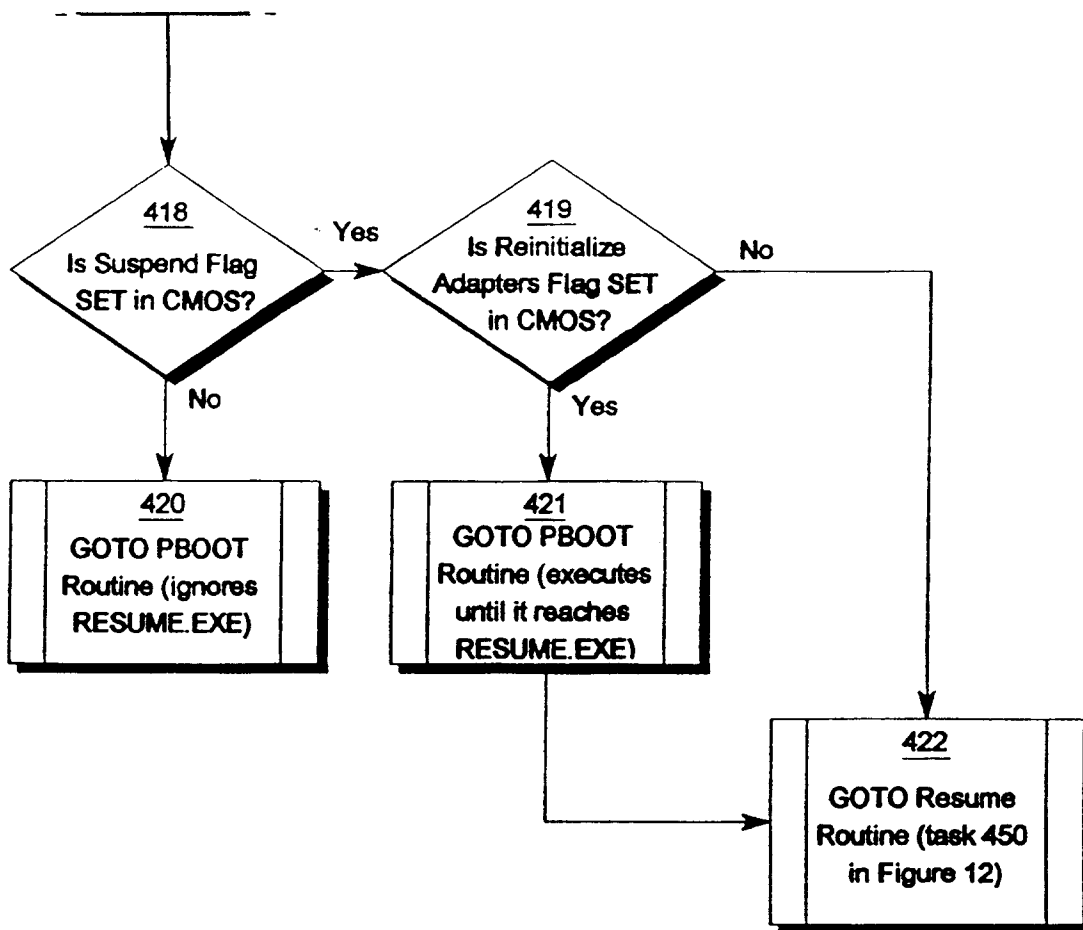 418
Is Suspend Flag
SET in CMOS?
Yes
419
Is Reinitialize
Adapters Flag SET
in CMOS?
No
No
Yes
420
GOTO PBOOT
Routine (ignores
RESUME.EXE)
421
GOTO PBOOT
Routine (executes
until it reaches
RESUME.EXE)
422
GOTO Resume
Routine (task 450
in Figure 12)